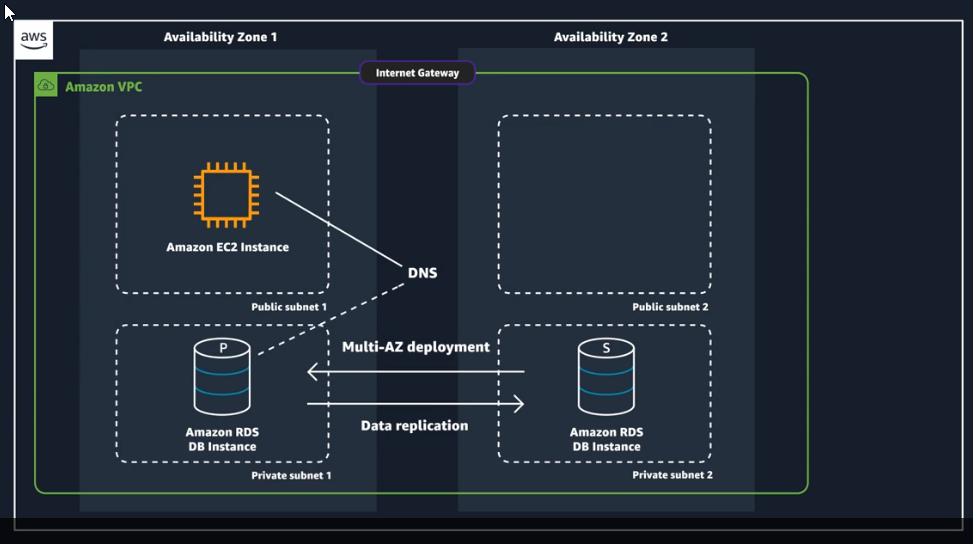 aws
Availability Zone 1
Availability Zone 2
Internet Gateway
Amazon VPC
Amazon EC2 Instance
DNS
Public subnet 1
Public subnet 2
P
Multi-AZ deployment
S
Data replication
Amazon RDS
DB Instance
Amazon RDS
DB Instance
Private subnet 1
Private subnet 2